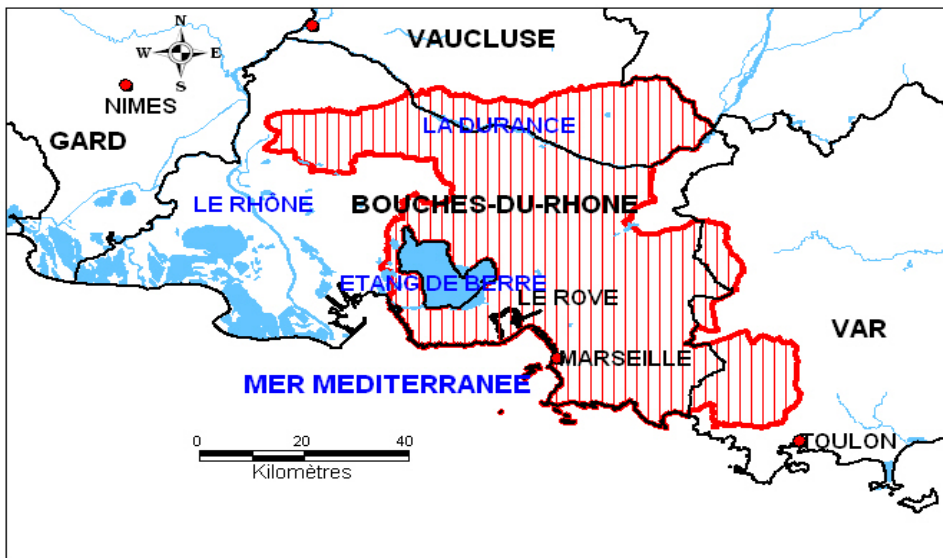 N
W E
S
VAUCLUSE
NIMES
LA DURANCE
GARD
LE RHÔNE
BOUCHES-DU-RHONE
ETANG DE BERRE
LE ROVE
VAR
MARSEILLE
MER MEDITERRANEE
0 20 40
TOULON
Kilomètres